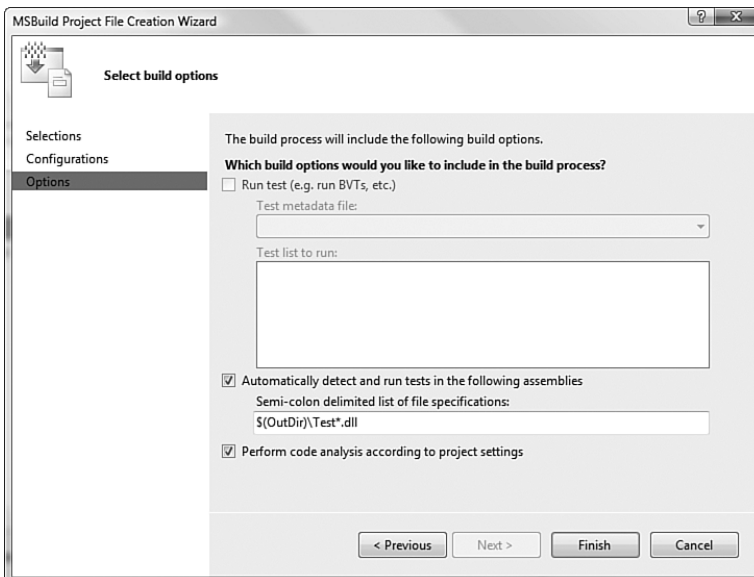 MSBuild Project File Creation Wizard
Select build options
Selections
Configurations
Options
The build process will include the following build options.
Which build options would you like to include in the build process?
Run test (e.g. run BVTs, etc.)
Test metadata file:
Test list to run:
Automatically detect and run tests in the following assemblies
Semi-colon delimited list of file specifications:
$(OutDir)\Test*.dll
Perform code analysis according to project settings
< Previous
Next >
Finish
Cancel